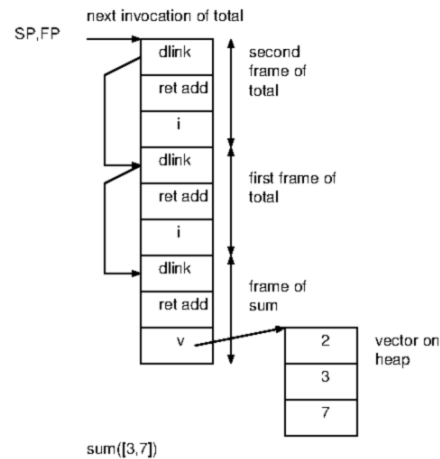 next invocation of total
SP,FP
dlink
second
frame of
total
ret add
i
dlink
first frame of
total
ret add
i
dlink
frame of
sum
ret add
v
2
vector on
heap
3
7
sum([3,7])